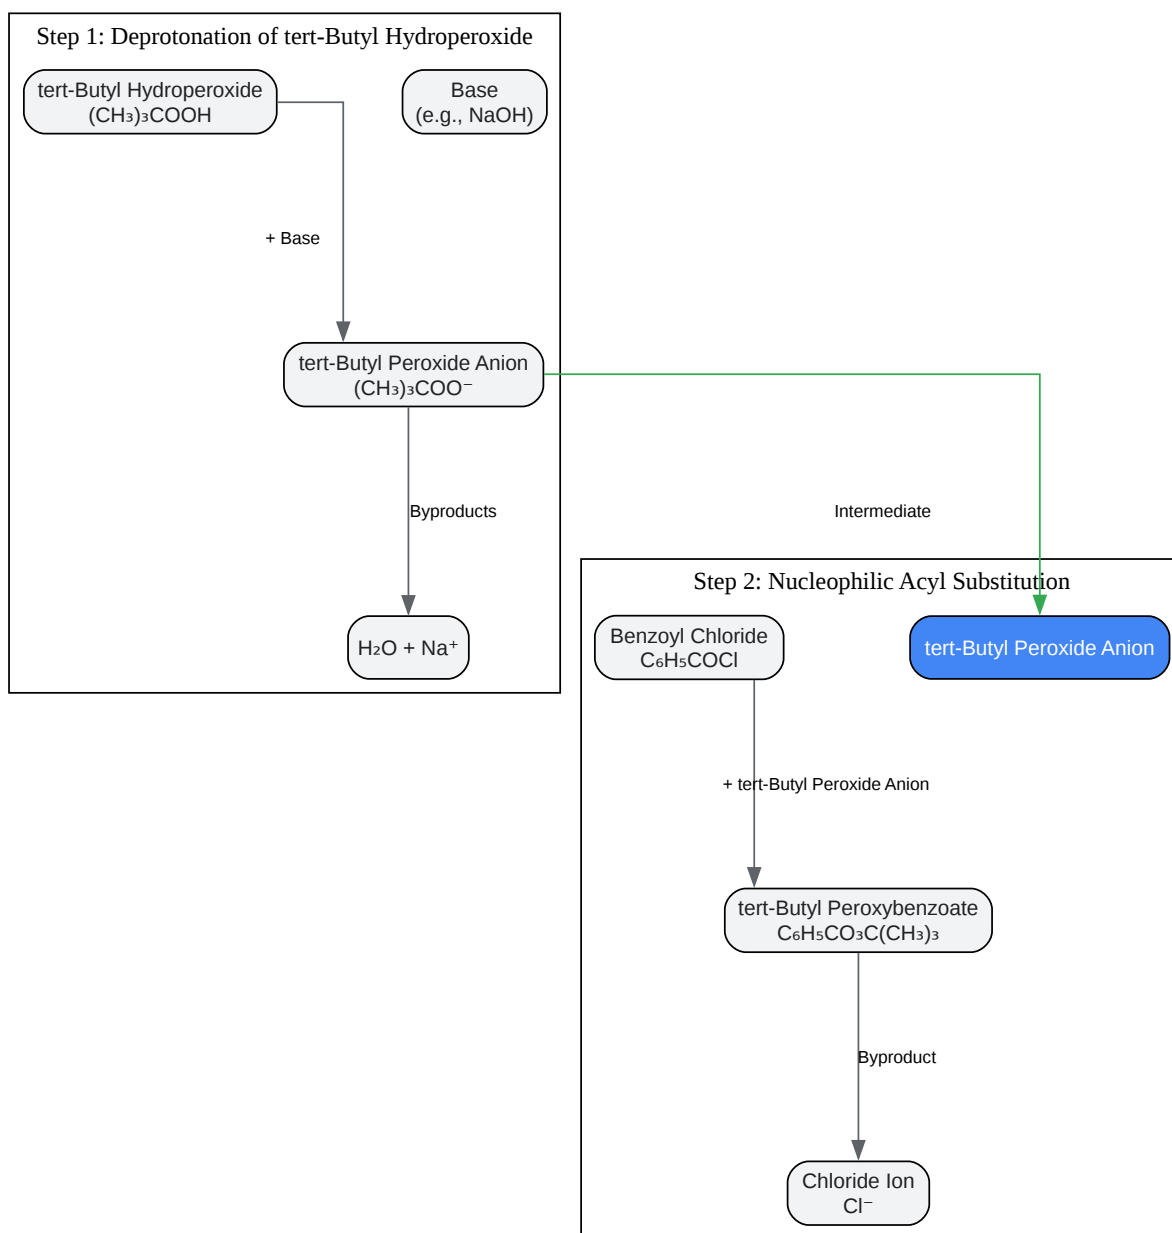 Step 1: Deprotonation of tert-Butyl Hydroperoxide
tert-Butyl Hydroperoxide
(CH₃)₃COOH
Base
(e.g., NaOH)
+ Base
tert-Butyl Peroxide Anion
(CH₃)₃COO⁻
Byproducts
H₂O + Na⁺
Intermediate
Step 2: Nucleophilic Acyl Substitution
Benzoyl Chloride
C₆H₅COCl
tert-Butyl Peroxide Anion
+ tert-Butyl Peroxide Anion
tert-Butyl Peroxybenzoate
C₆H₅CO₃C(CH₃)₃
Byproduct
Chloride Ion
Cl⁻